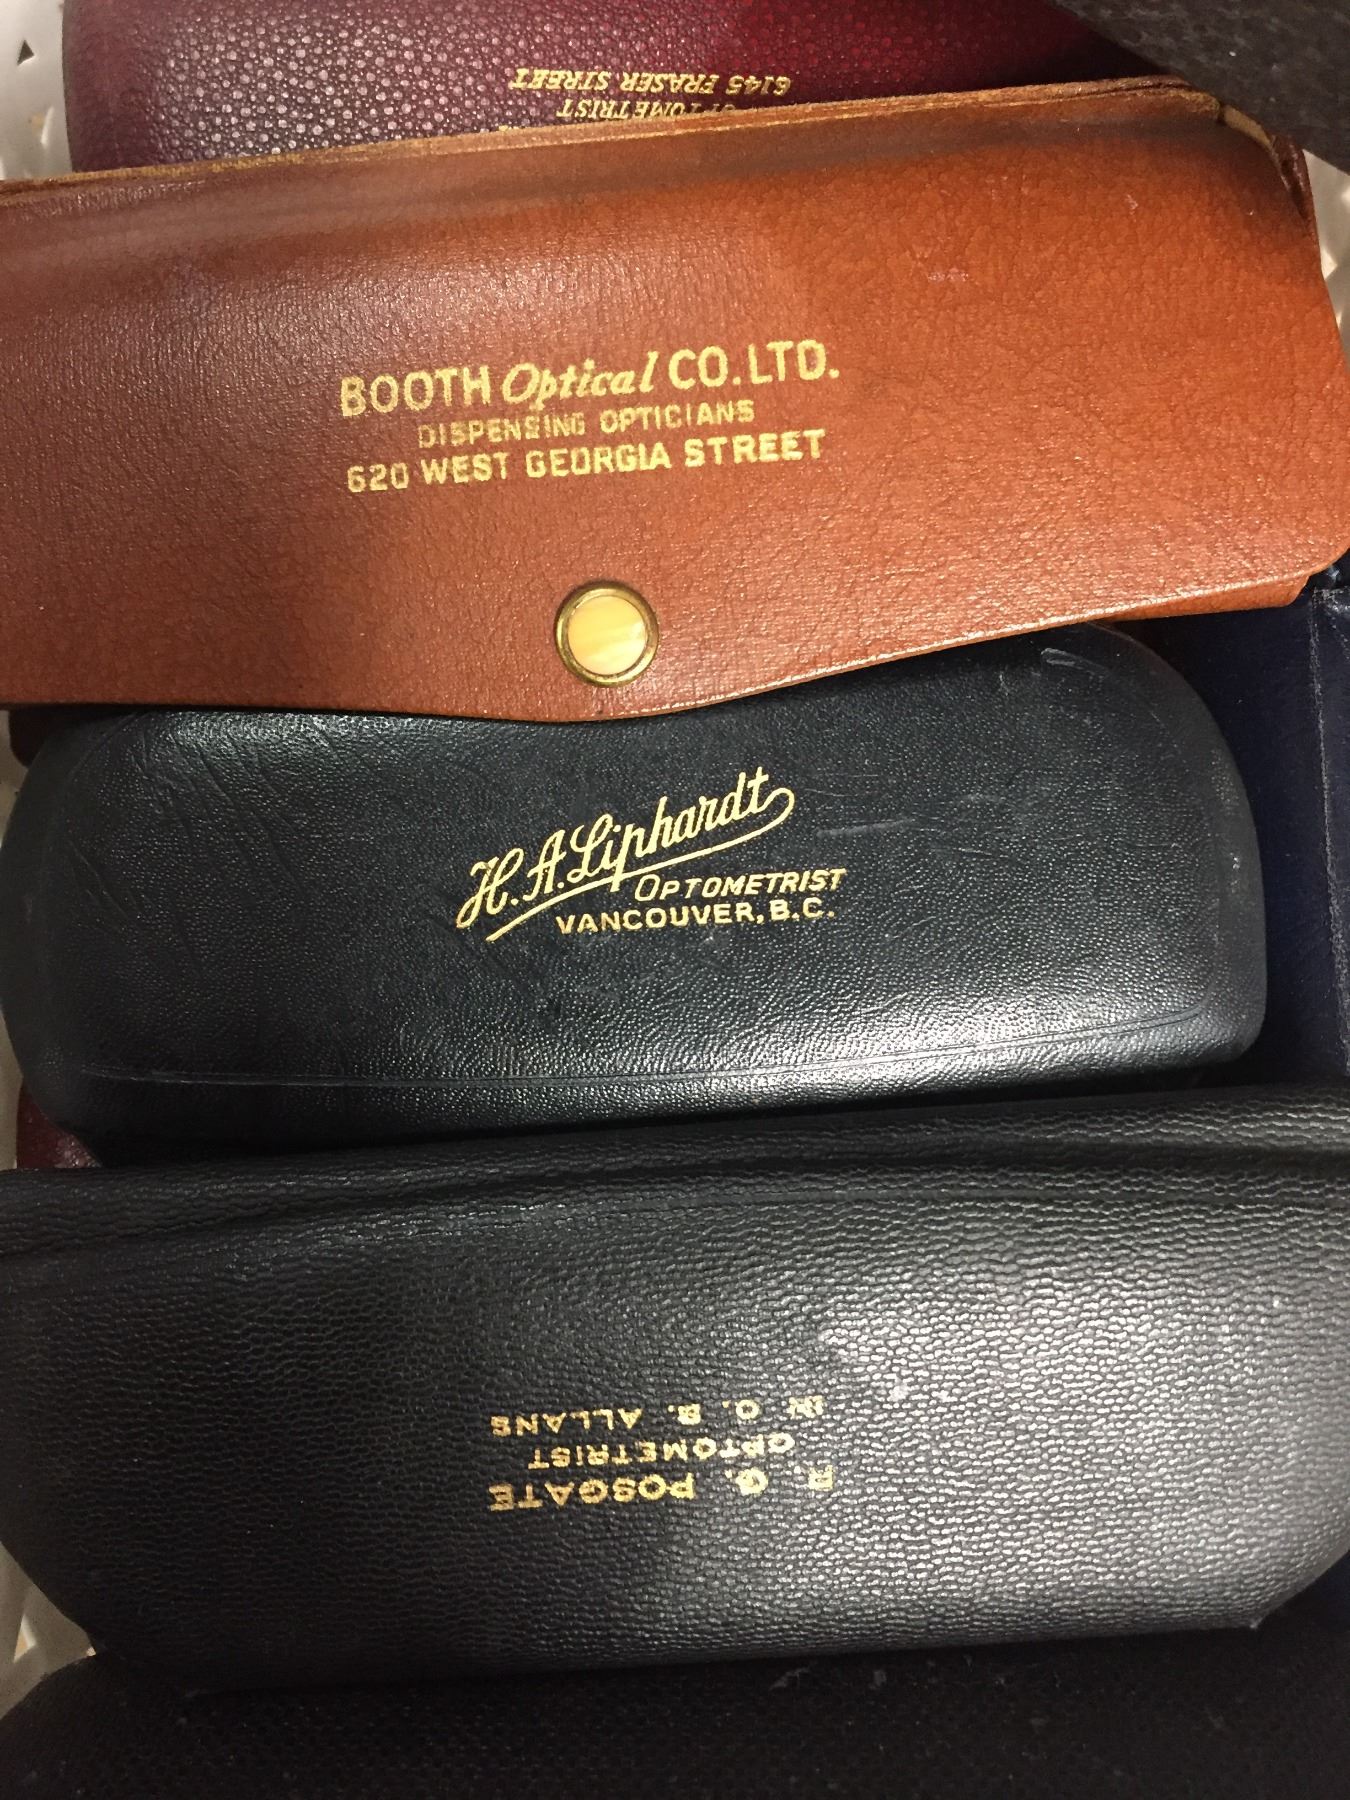 OPTOMETRIST
6145 FRASER STREET
BOOTH Optical CO. LTD.
DISPENSING OPTICIANS
620 WEST GEORGIA STREET
H. A. Liphardt
OPTOMETRIST
VANCOUVER, B.C.
R. G. POSGATE
OPTOMETRIST
IN O. B. ALLANS